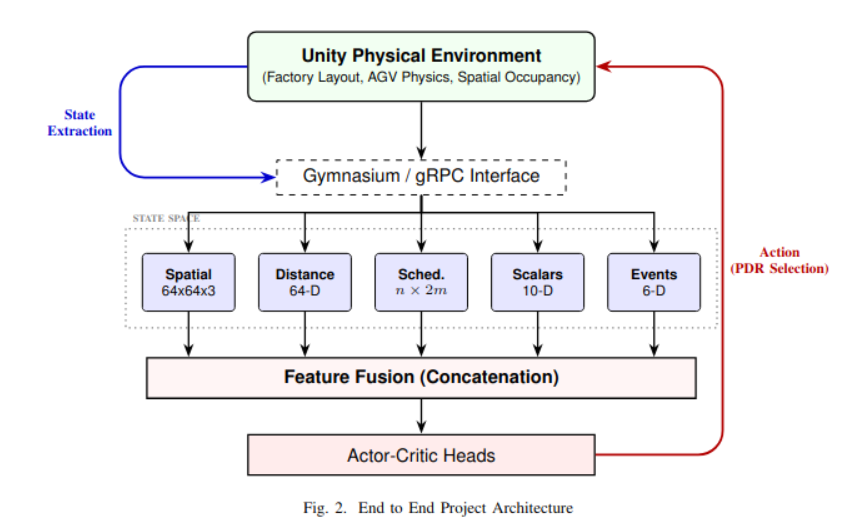 Unity Physical Environment
(Factory Layout, AGV Physics, Spatial Occupancy)
State
Extraction
Gymnasium / gRPC Interface
STATE SPACE
Spatial
64x64x3
Distance
64-D
Sched.
n × 2m
Scalars
10-D
Events
6-D
Action
(PDR Selection)
Feature Fusion (Concatenation)
Actor-Critic Heads
Fig. 2. End to End Project Architecture